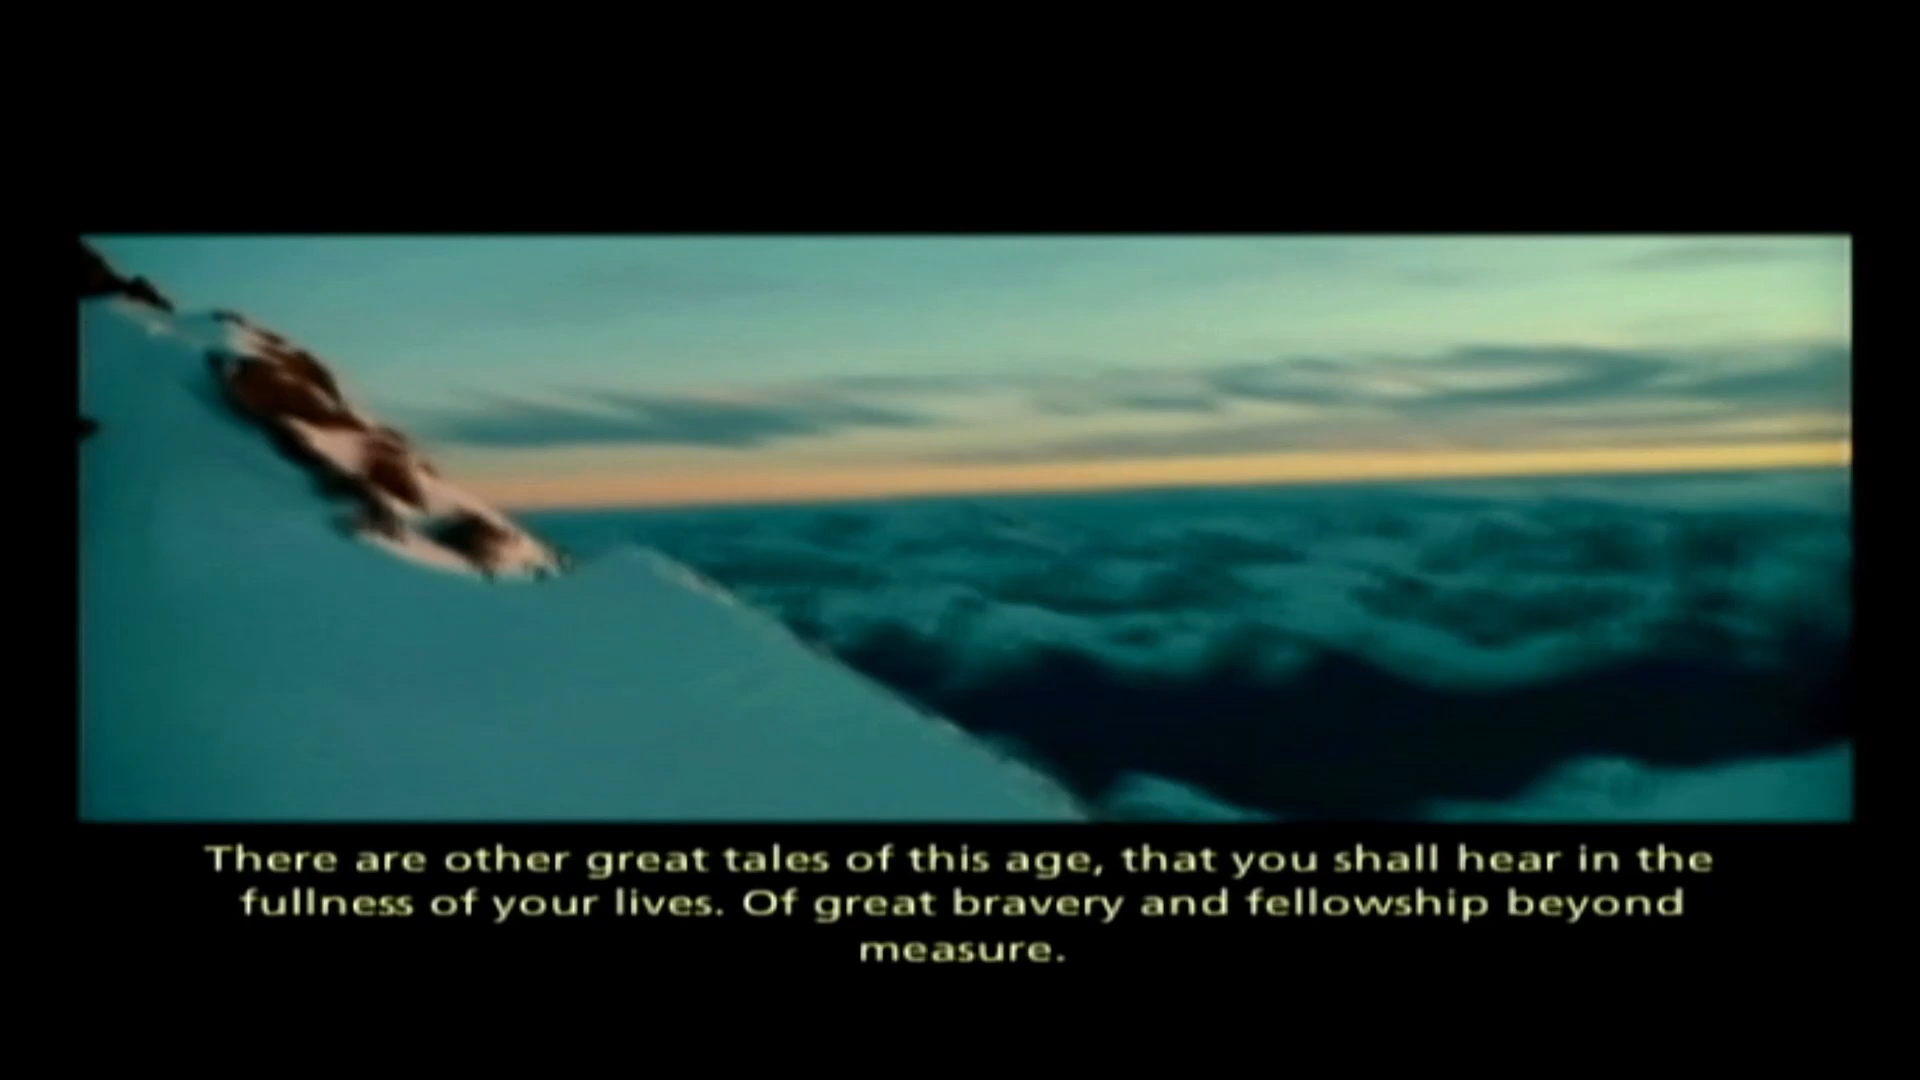 There are other great tales of this age, that you shall hear in the
fullness of your lives. Of great bravery and fellowship beyond
measure.